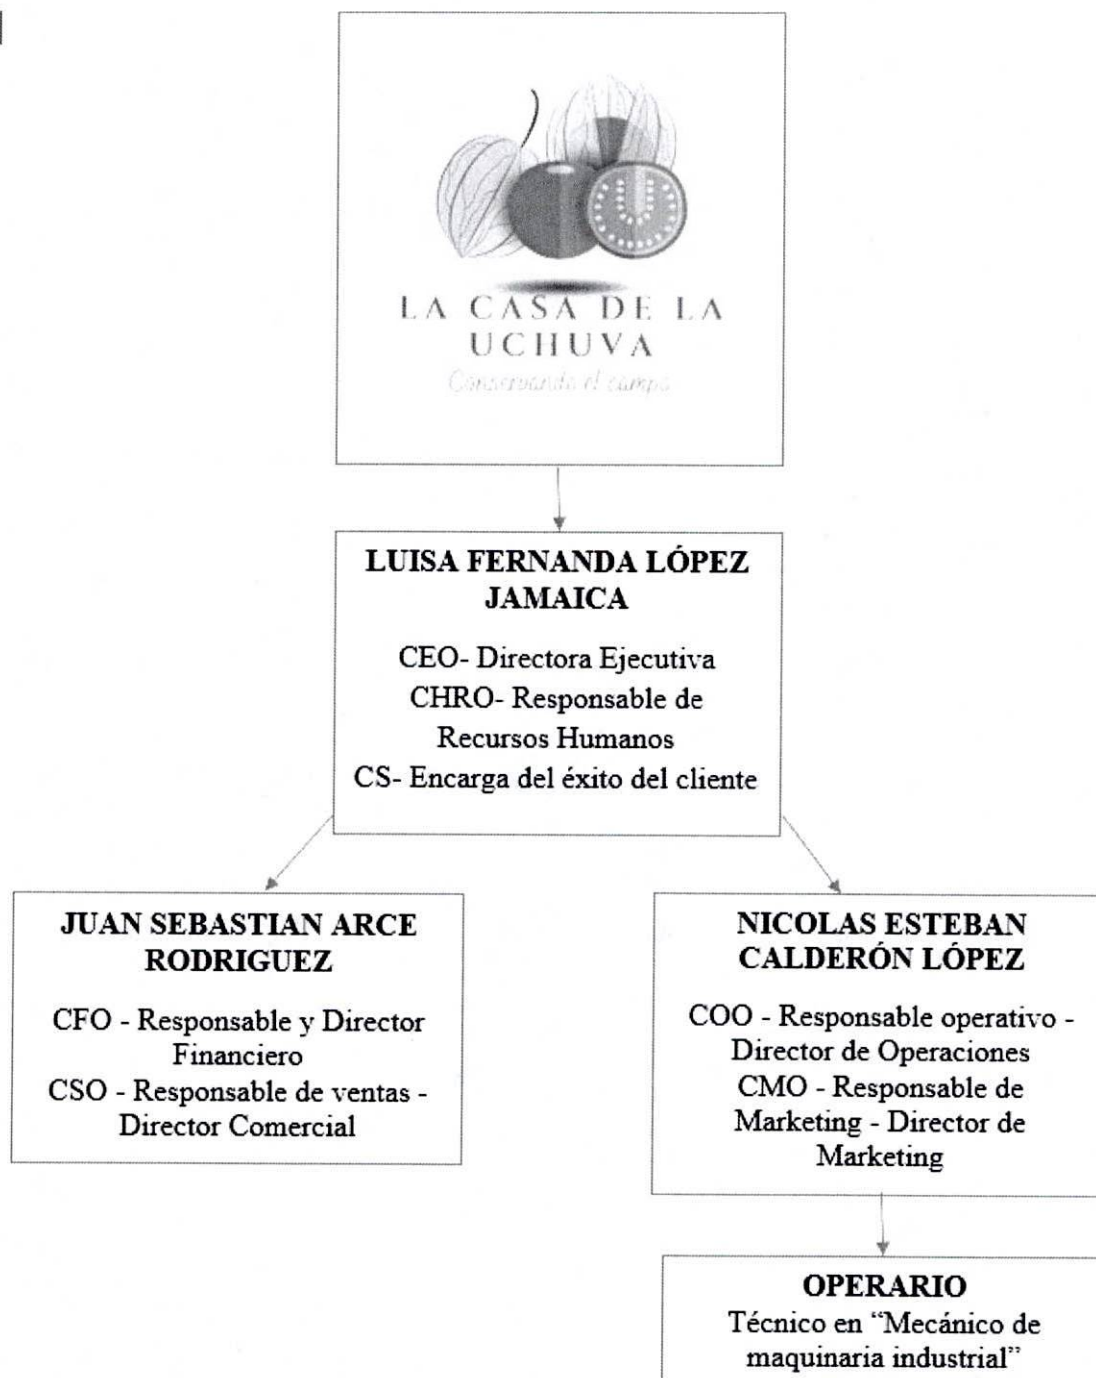 LA CASA DE LA
UCHUVA
Conservando el campo
LUISA FERNANDA LÓPEZ
JAMAICA
CEO- Directora Ejecutiva
CHRO- Responsable de
Recursos Humanos
CS- Encarga del éxito del cliente
JUAN SEBASTIAN ARCE
RODRIGUEZ
CFO - Responsable y Director
Financiero
CSO - Responsable de ventas -
Director Comercial
NICOLAS ESTEBAN
CALDERÓN LÓPEZ
COO - Responsable operativo -
Director de Operaciones
CMO - Responsable de
Marketing - Director de
Marketing
OPERARIO
Técnico en “Mecánico de
maquinaria industrial”